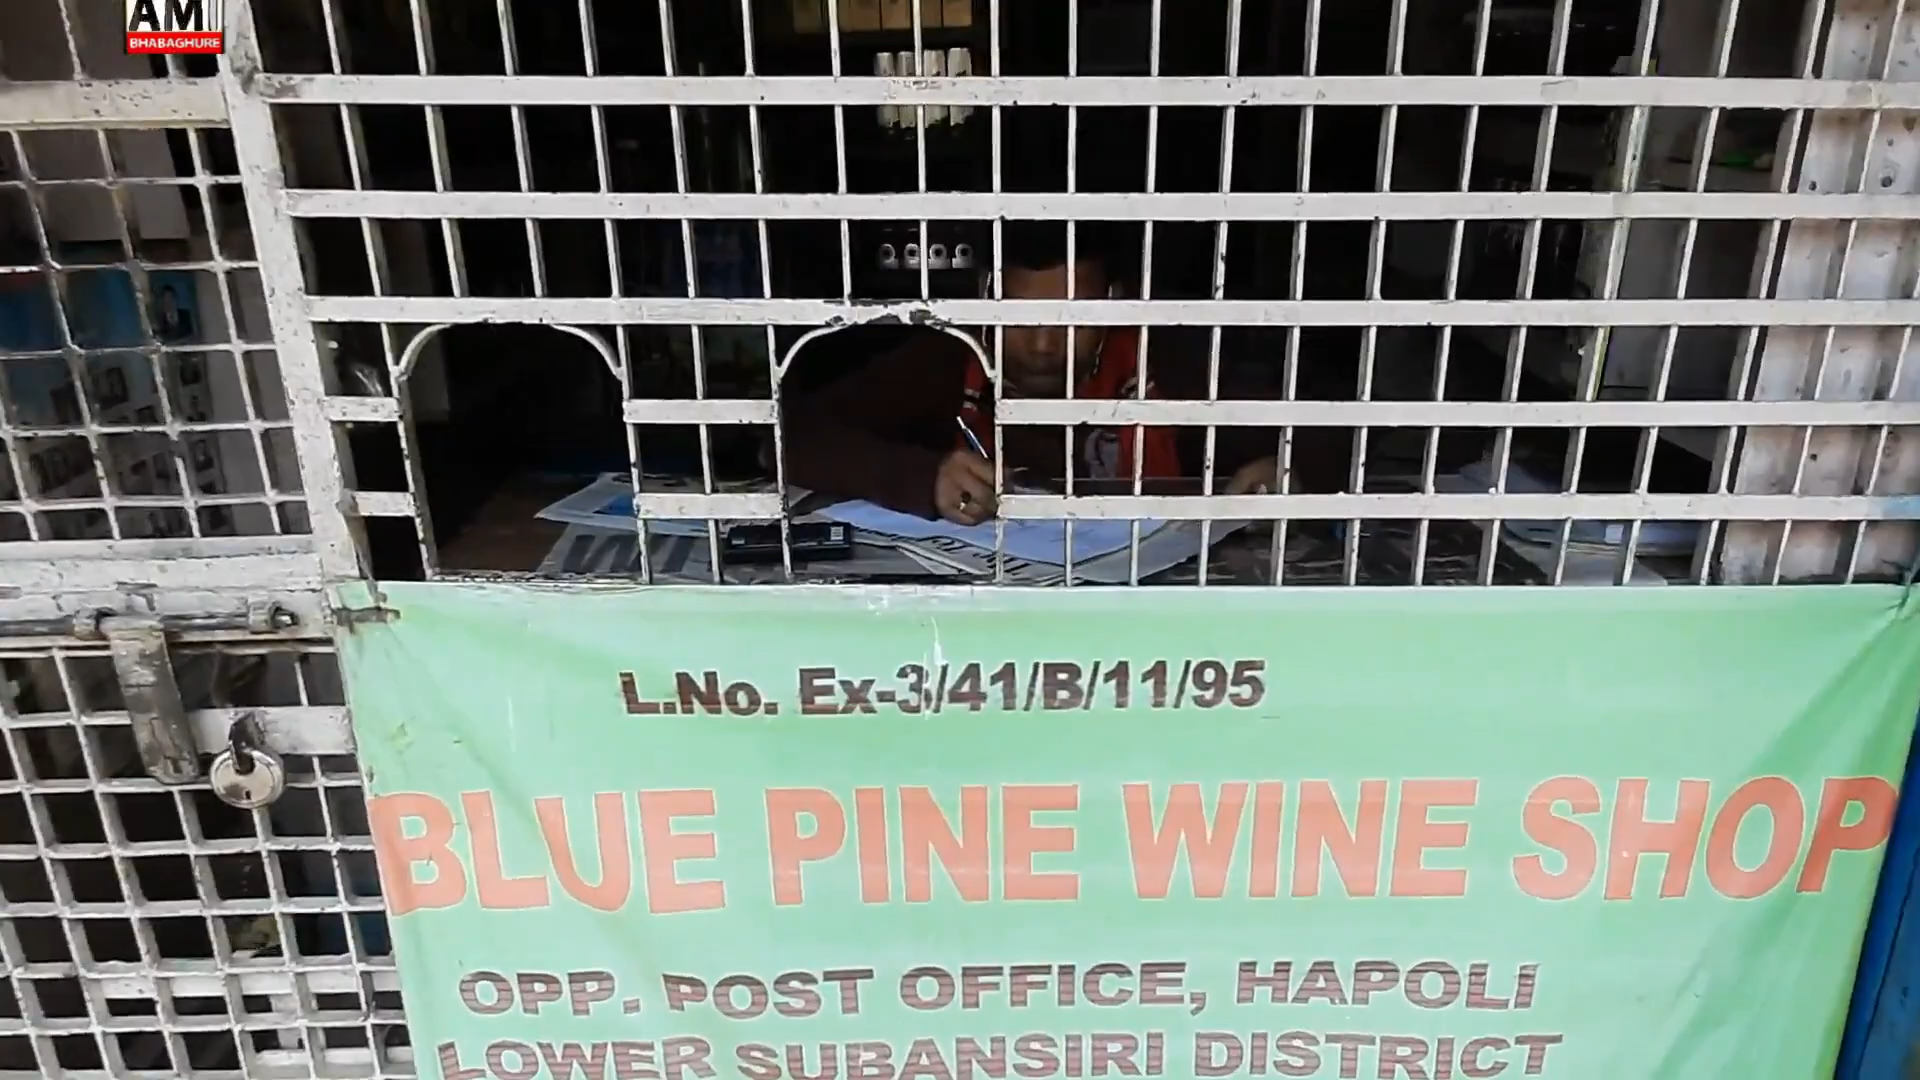 AM
BHABAGHURE
L.No. Ex-3/41/B/11/95
BLUE PINE WINE SHOP
OPP. POST OFFICE, HAPOLI
LOWER SUBANSIRI DISTRICT